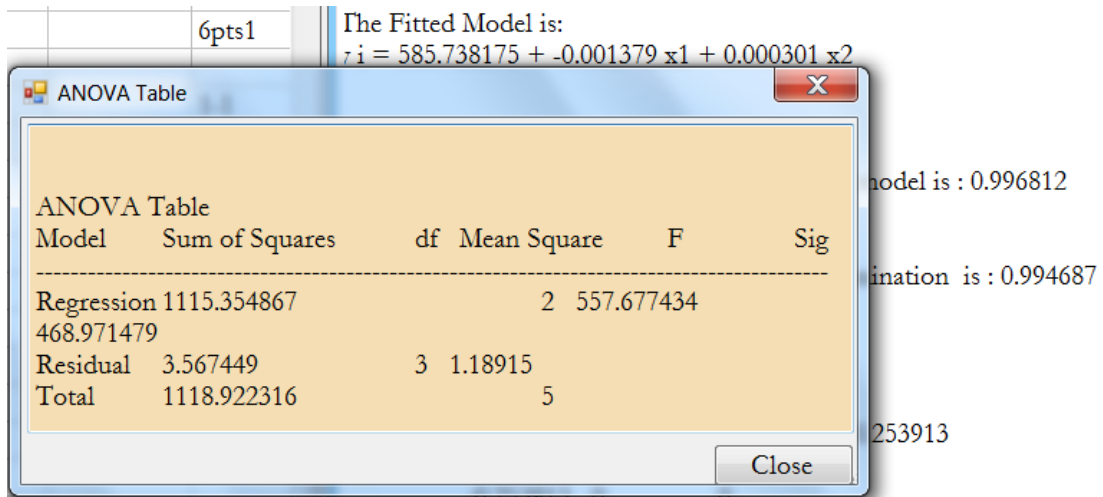 6pts1
The Fitted Model is:
i = 585.738175 + -0.001379 x1 + 0.000301 x2
ANOVA Table
model is : 0.996812
ANOVA Table
Model Sum of Squares df Mean Square F Sig
--------------------------------------------------------------------------------------------
ination is : 0.994687
Regression 1115.354867 2 557.677434
468.971479
Residual 3.567449 3 1.18915
Total 1118.922316 5
253913
Close